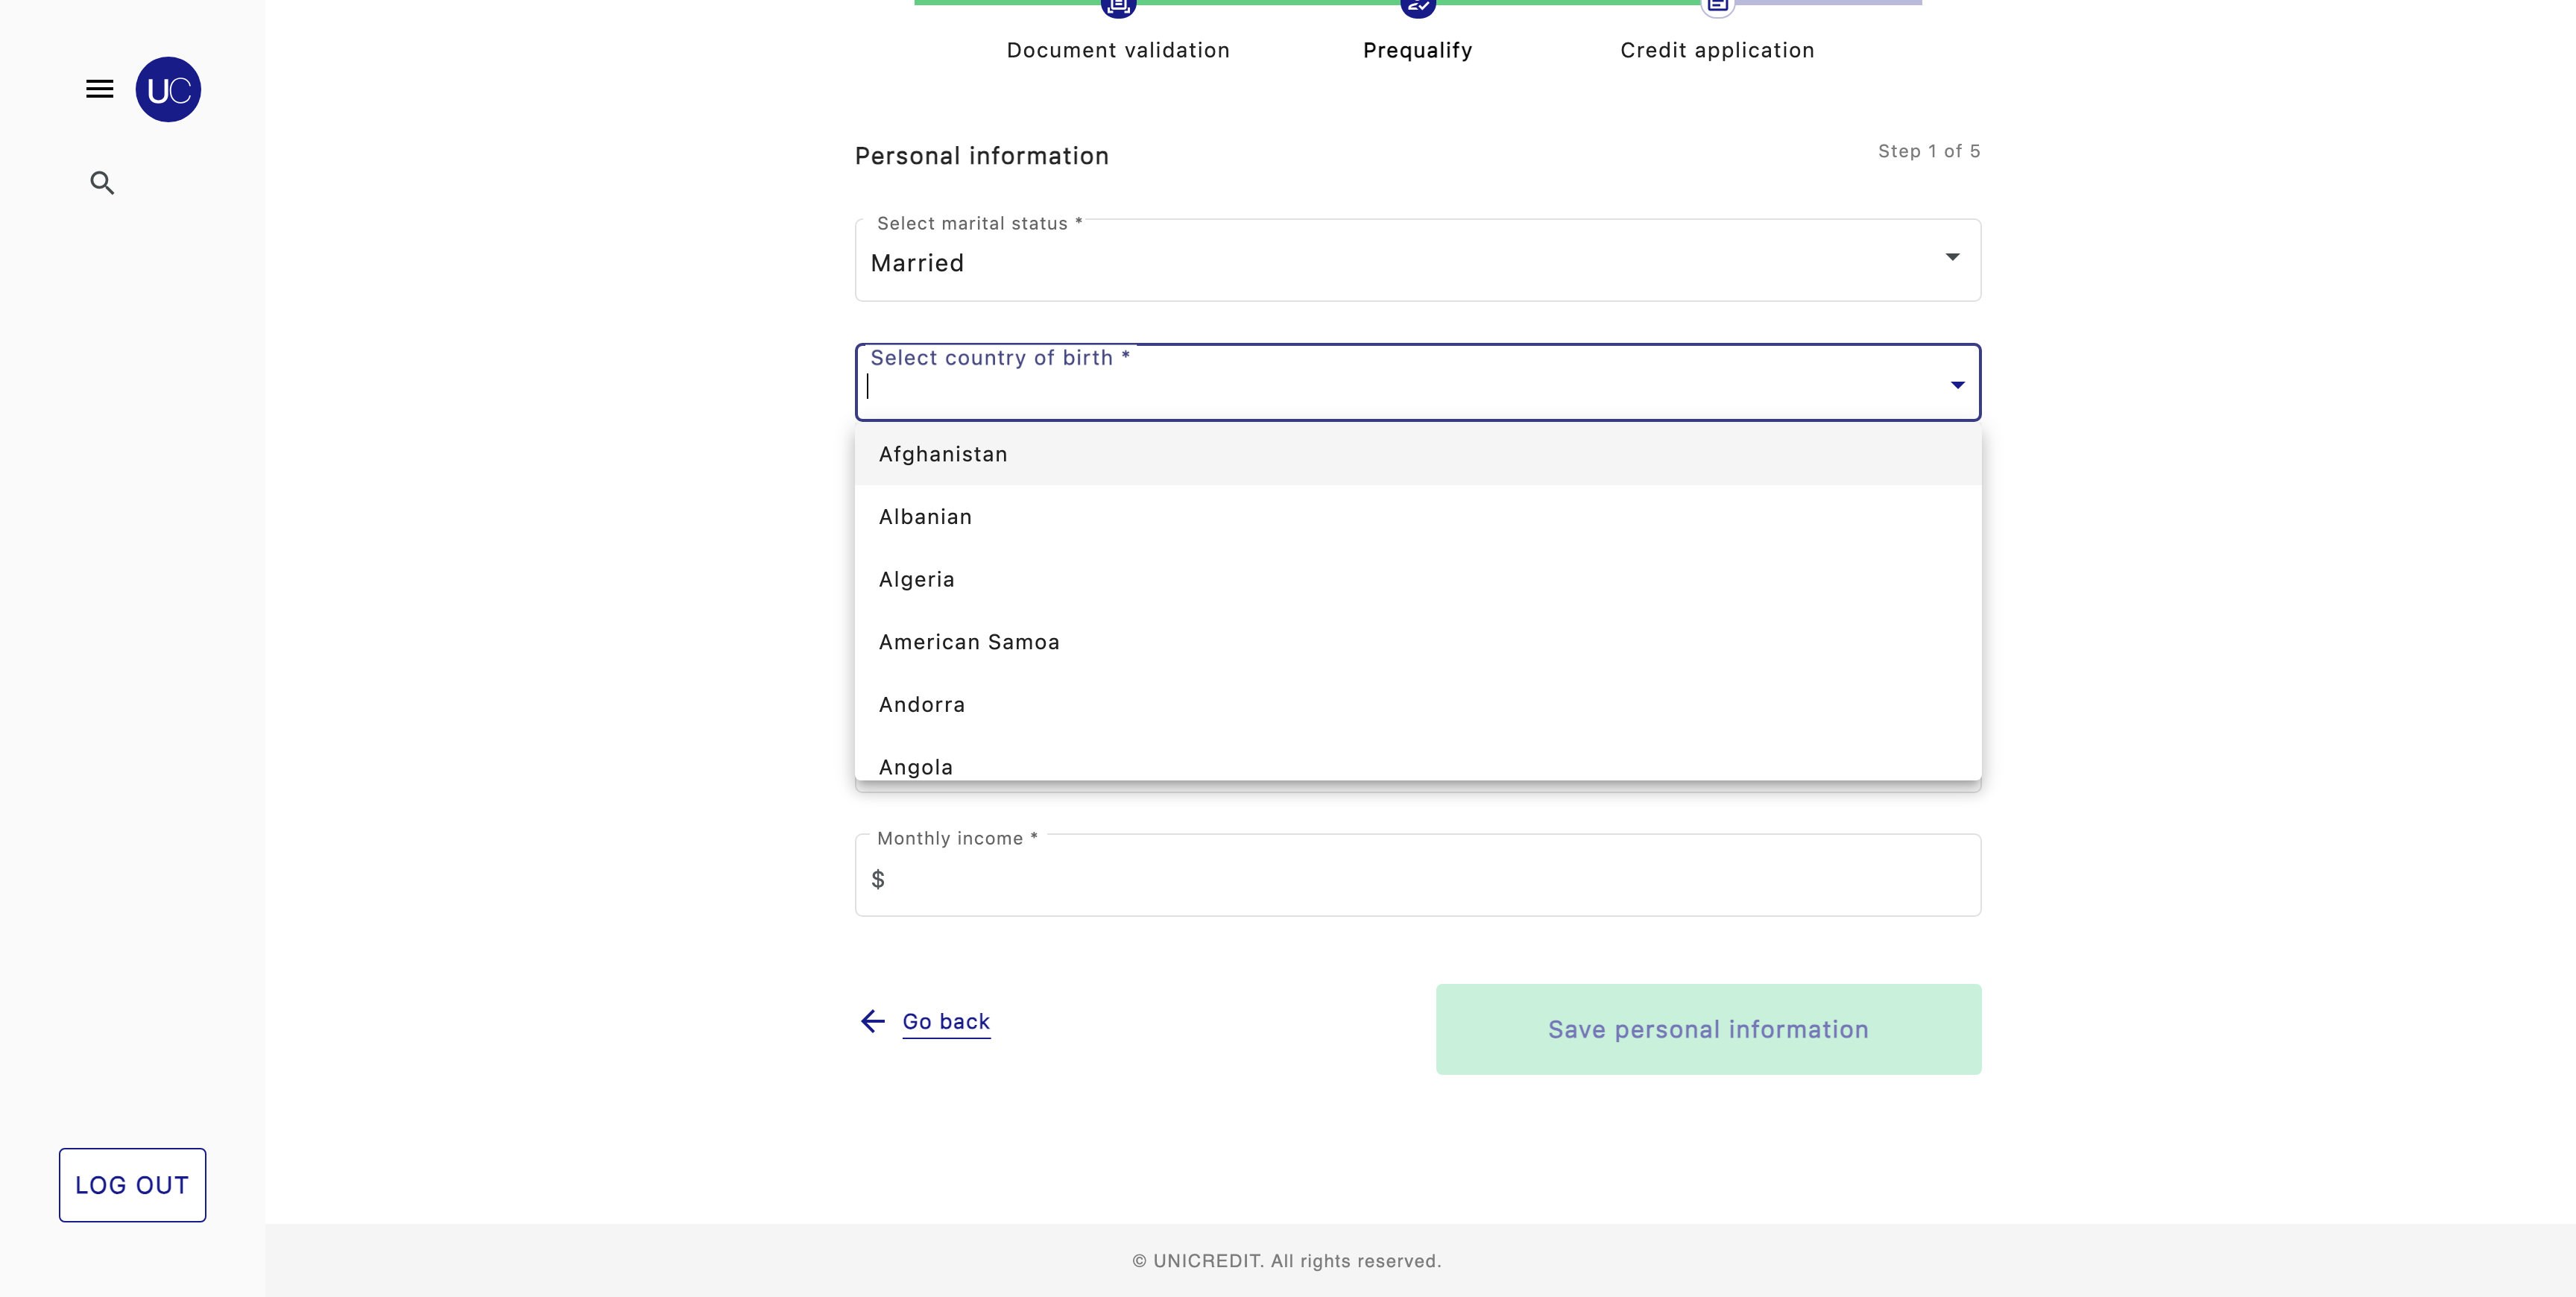 Document validation
Prequalify
Credit application
UC
Personal information
Step 1 of 5
Select marital status *
Married
Select country of birth *
Afghanistan
Albanian
Algeria
American Samoa
Andorra
Angola
Monthly income *
$
Go back
Save personal information
LOG OUT
© UNICREDIT. All rights reserved.